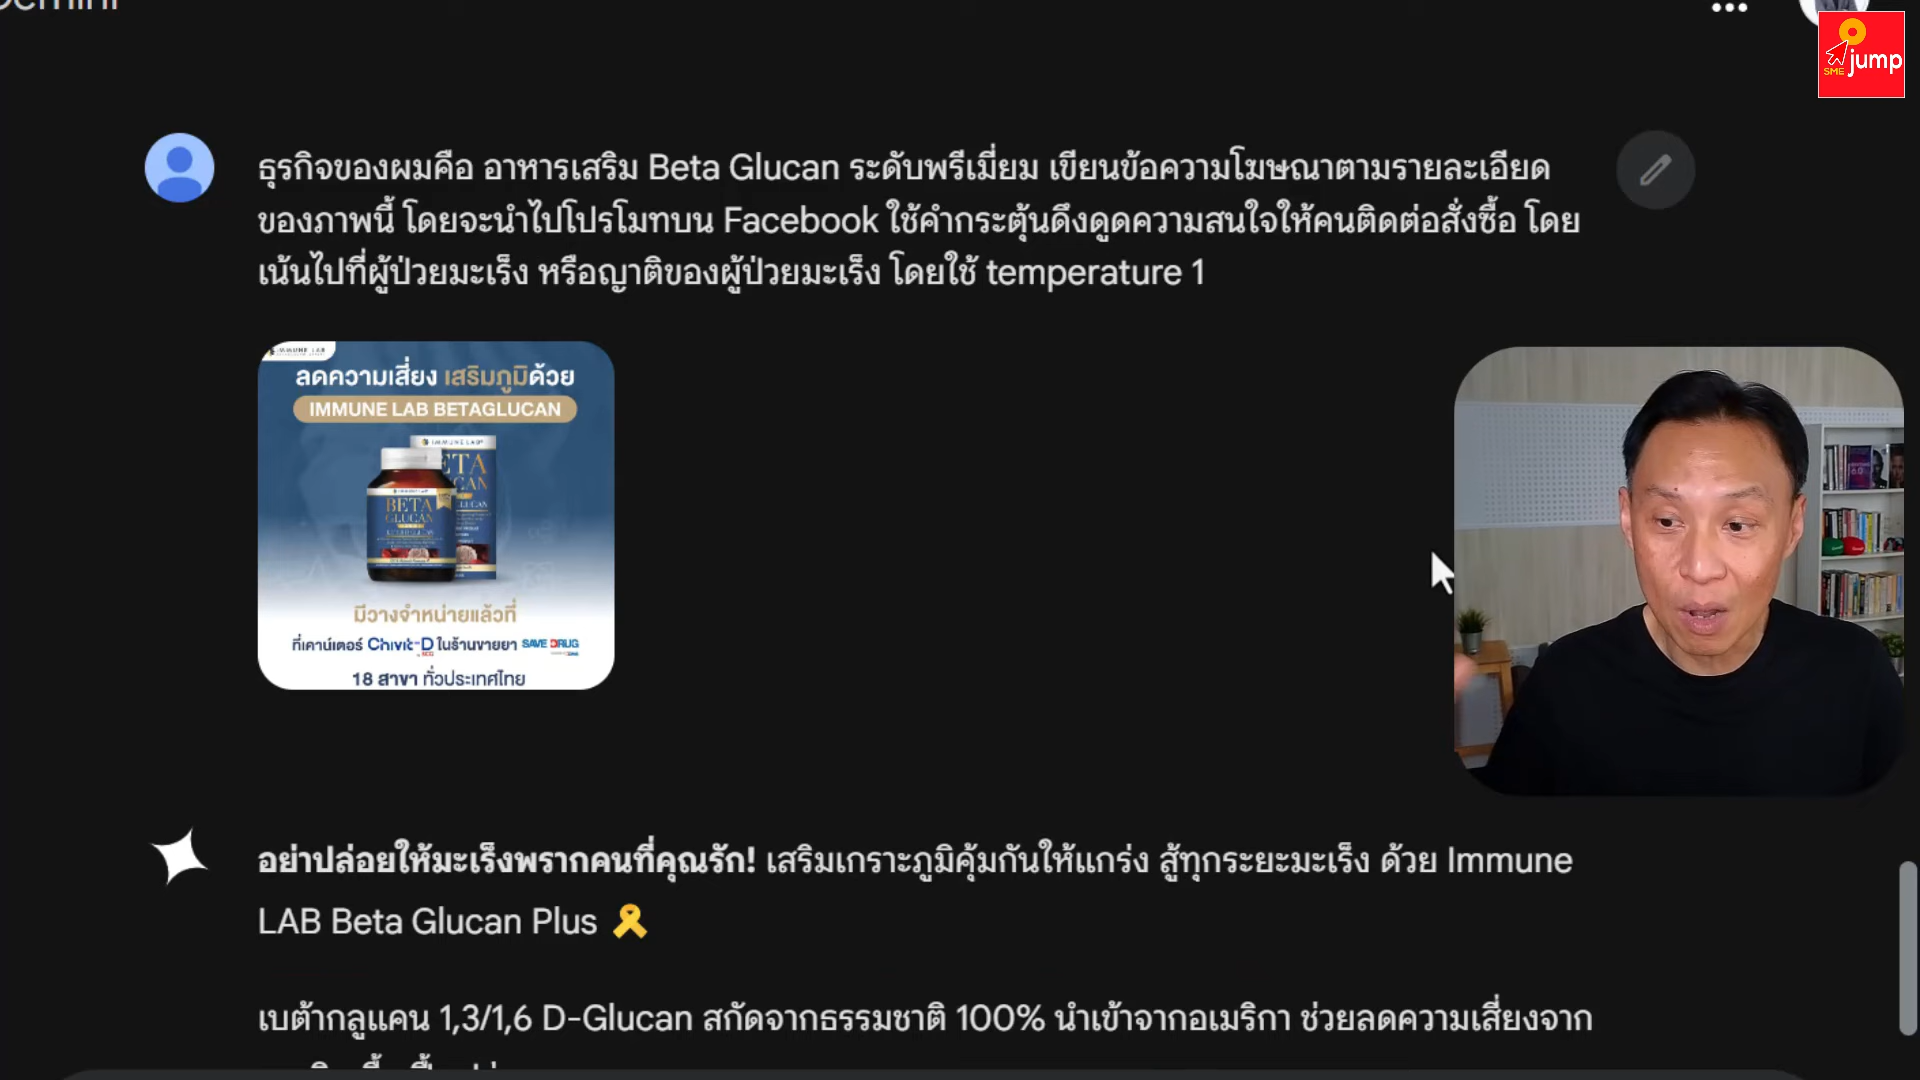 SME jump
ธุรกิจของผมคือ อาหารเสริม Beta Glucan ระดับพรีเมี่ยม เขียนข้อความโฆษณาตามรายละเอียด
ของภาพนี้ โดยจะนำไปโปรโมทบน Facebook ใช้คำกระตุ้นดึงดูดความสนใจให้คนติดต่อสั่งซื้อ โดย
เน้นไปที่ผู้ป่วยมะเร็ง หรือญาติของผู้ป่วยมะเร็ง โดยใช้ temperature 1
IMMUNE LAB
ลดความเสี่ยง เสริมภูมิด้วย
IMMUNE LAB BETAGLUCAN
IMMUNE LAB
BETA
GLUCAN
มีวางจำหน่ายแล้วที่
ที่เคาน์เตอร์ Chivit-D ในร้านขายยา SAVE DRUG
18 สาขา ทั่วประเทศไทย
อย่าปล่อยให้มะเร็งพรากคนที่คุณรัก! เสริมเกราะภูมิคุ้มกันให้แกร่ง สู้ทุกระยะมะเร็ง ด้วย Immune
LAB Beta Glucan Plus 🎗️
เบต้ากลูแคน 1,3/1,6 D-Glucan สกัดจากธรรมชาติ 100% นำเข้าจากอเมริกา ช่วยลดความเสี่ยงจาก